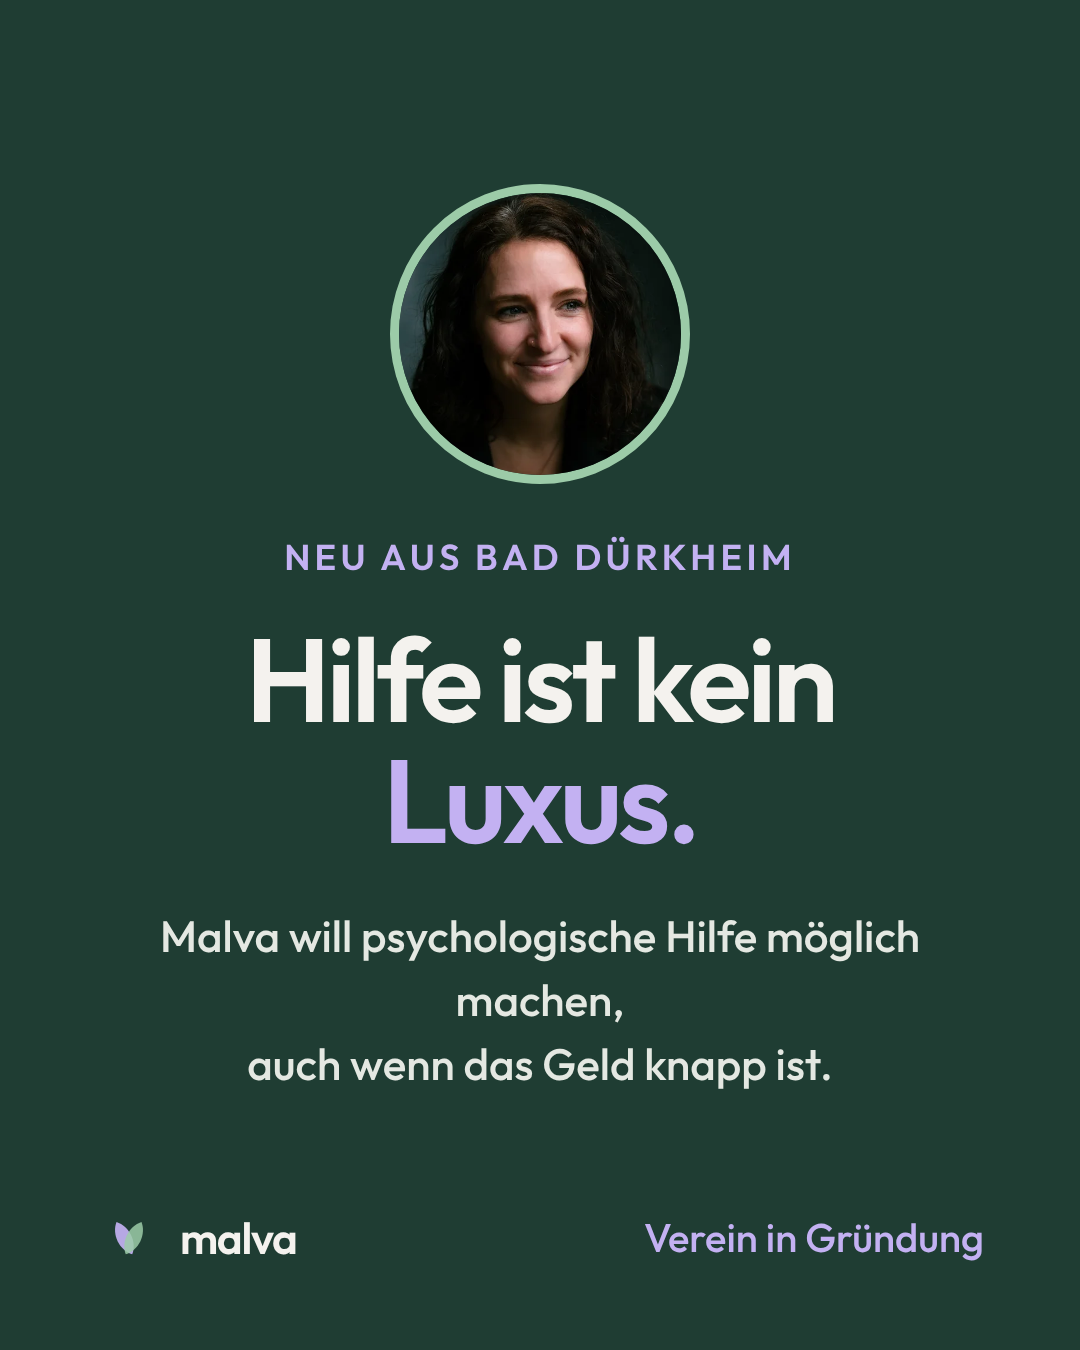 NEU AUS BAD DÜRKHEIM
Hilfe ist kein
Luxus.
Malva will psychologische Hilfe möglich
machen,
auch wenn das Geld knapp ist.
malva
Verein in Gründung